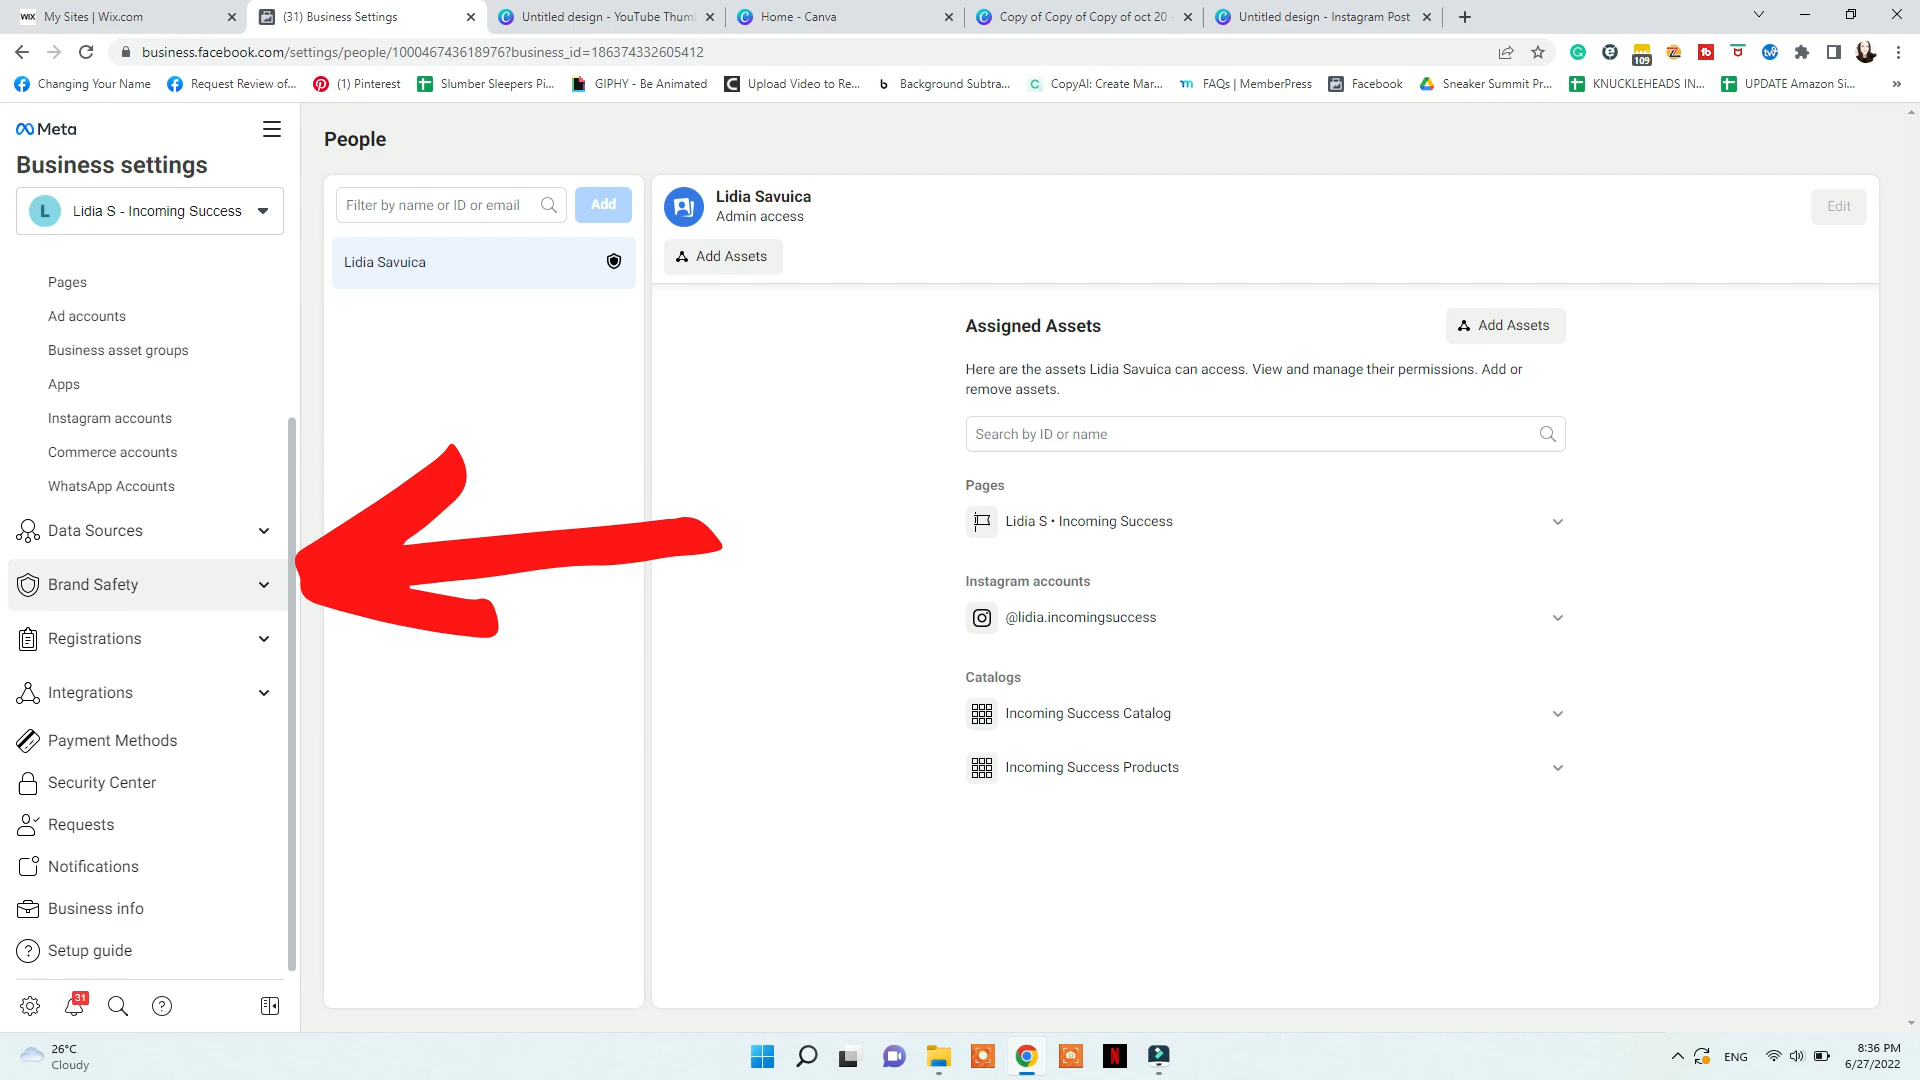 WIX My Sites | Wix.com
(31) Business Settings
Untitled design - YouTube Thum
Home - Canva
Copy of Copy of Copy of oct 20 -
Untitled design - Instagram Post
business.facebook.com/settings/people/100046743618976?business_id=186374332605412
109
Changing Your Name
Request Review of...
(1) Pinterest
Slumber Sleepers Pi...
GIPHY - Be Animated
Upload Video to Re...
Background Subtra...
CopyAI: Create Mar...
FAQs | MemberPress
Facebook
Sneaker Summit Pr...
KNUCKLEHEADS IN...
UPDATE Amazon Si...
»
Meta
Business settings
L Lidia S - Incoming Success
Pages
Ad accounts
Business asset groups
Apps
Instagram accounts
Commerce accounts
WhatsApp Accounts
Data Sources
Brand Safety
Registrations
Integrations
Payment Methods
Security Center
Requests
Notifications
Business info
Setup guide
31
People
Filter by name or ID or email
Add
Lidia Savuica
Lidia Savuica
Admin access
Edit
Add Assets
Assigned Assets
Add Assets
Here are the assets Lidia Savuica can access. View and manage their permissions. Add or
remove assets.
Search by ID or name
Pages
Lidia S • Incoming Success
Instagram accounts
@lidia.incomingsuccess
Catalogs
Incoming Success Catalog
Incoming Success Products
26°C
Cloudy
ENG
8:36 PM
6/27/2022